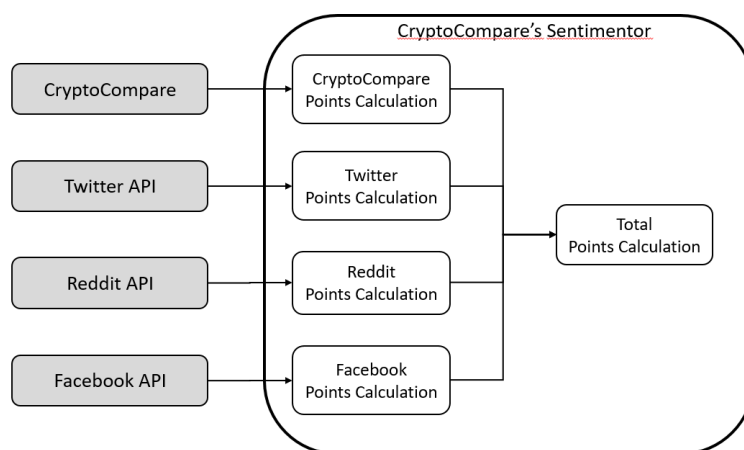 CryptoCompare's Sentimentor
CryptoCompare
CryptoCompare
Points Calculation
Twitter API
Twitter
Points Calculation
Total
Points Calculation
Reddit API
Reddit
Points Calculation
Facebook API
Facebook
Points Calculation